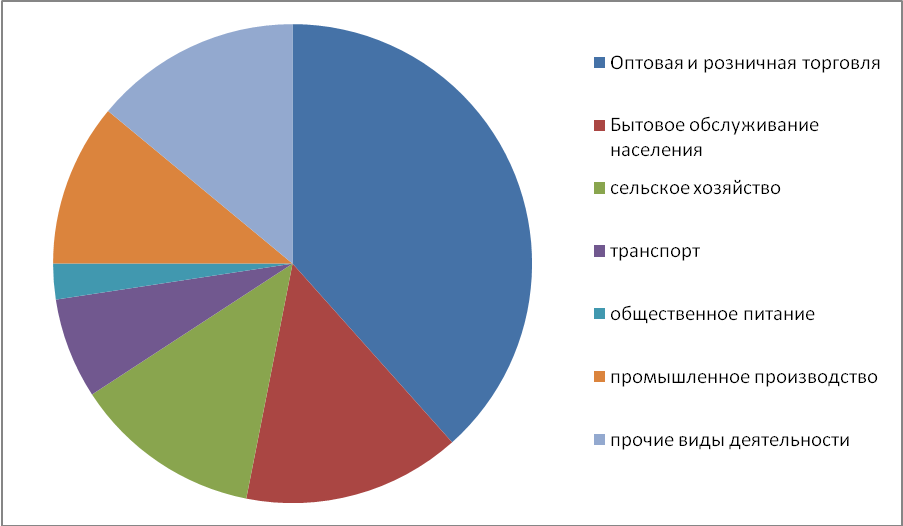 Оптовая и розничная торговля
Бытовое обслуживание
населения
сельское хозяйство
транспорт
общественное питание
промышленное производство
прочие виды деятельности